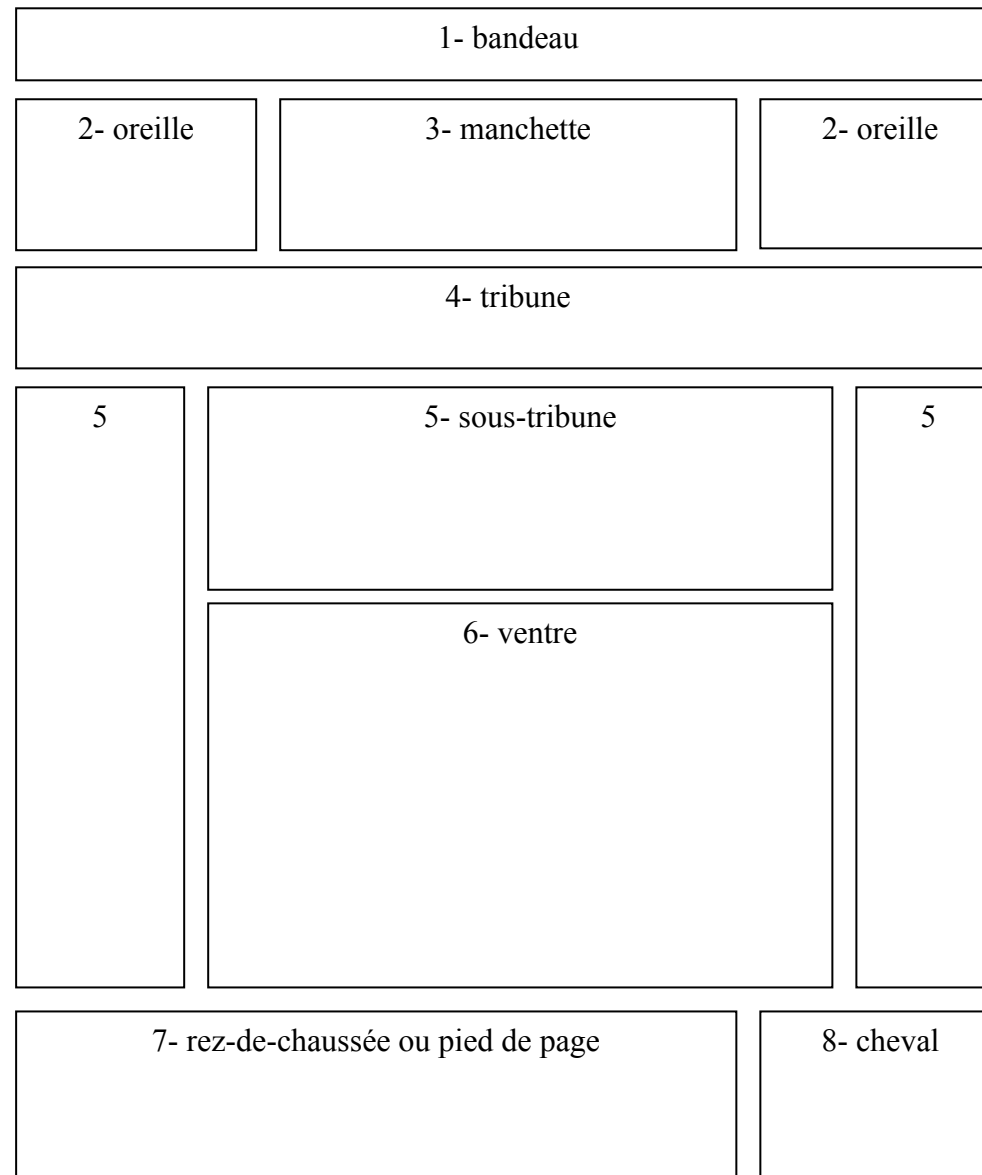 1- bandeau
2- oreille
3- manchette
2- oreille
4- tribune
5
5- sous-tribune
5
6- ventre
7- rez-de-chaussée ou pied de page
8- cheval